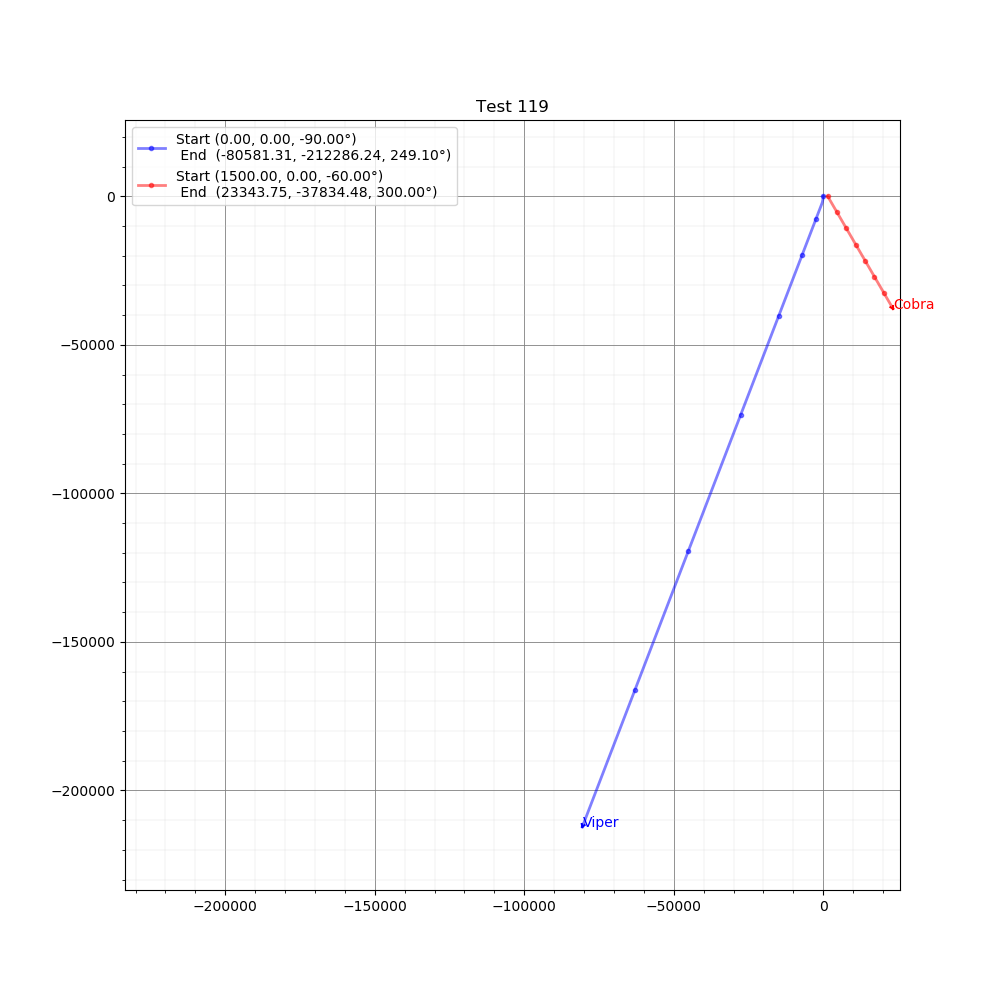 Test 119
Start (0.00, 0.00, -90.00°)
End  (-80581.31, -212286.24, 249.10°)
Start (1500.00, 0.00, -60.00°)
End  (23343.75, -37834.48, 300.00°)
0
−50000
−100000
−150000
−200000
Cobra
Viper
−200000
−150000
−100000
−50000
0